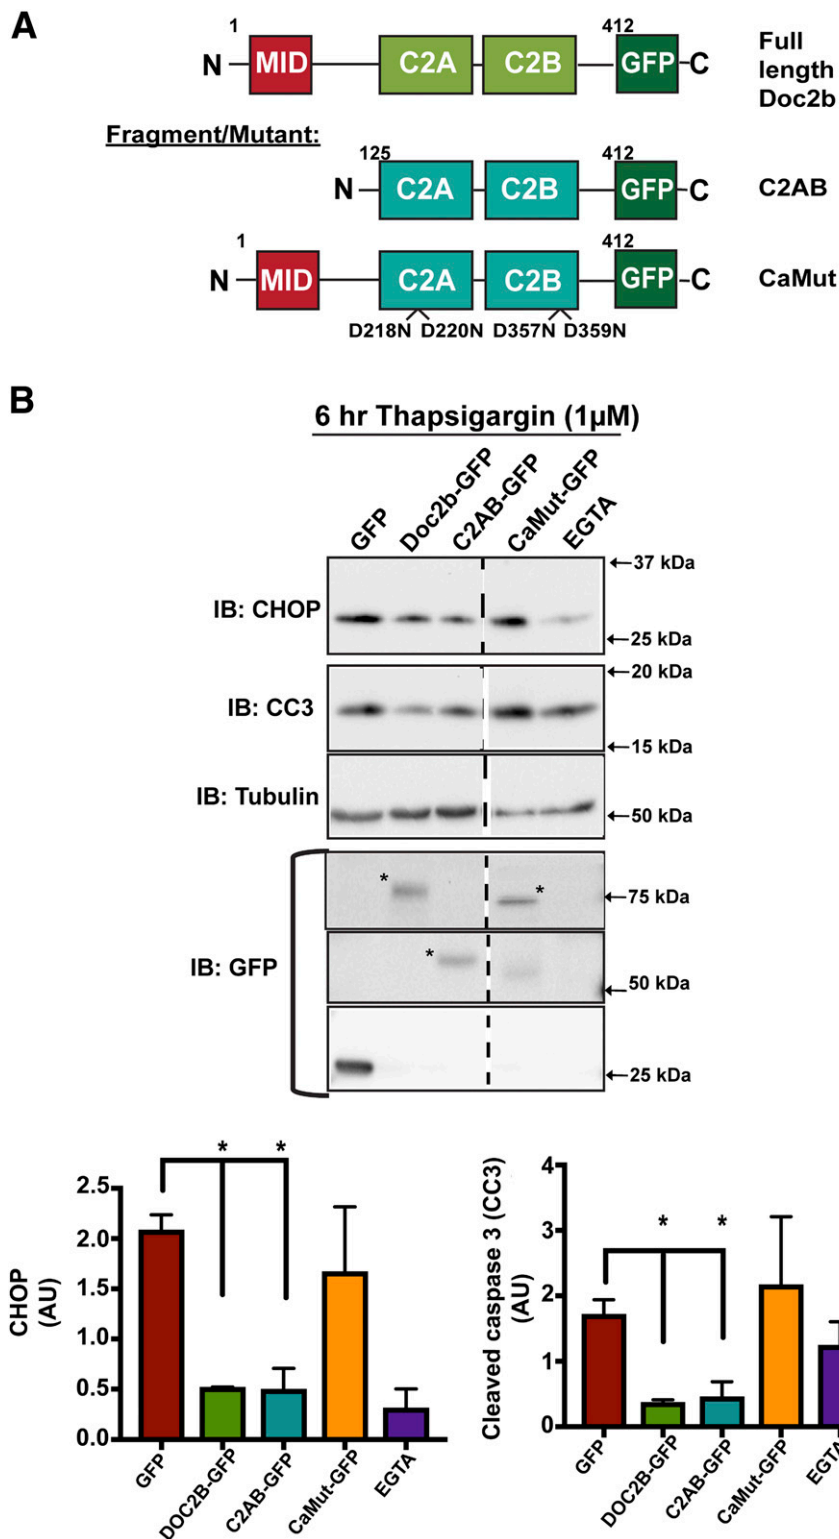 A
1
412
N
MID
C2A
C2B
GFP
C
Full
length
Doc2b
Fragment/Mutant:
125
412
N
C2A
C2B
GFP
C
C2AB
1
412
N
MID
C2A
C2B
GFP
C
CaMut
D218N D220N D357N D359N
B
6 hr Thapsigargin (1µM)
GFP
Doc2b-GFP
C2AB-GFP
CaMut-GFP
EGTA
IB: CHOP
37 kDa
25 kDa
IB: CC3
20 kDa
15 kDa
IB: Tubulin
50 kDa
IB: GFP
*
*
75 kDa
*
50 kDa
25 kDa
CHOP
(AU)
2.5
2.0
1.5
1.0
0.5
0.0
* *
GFP
DOC2B-GFP
C2AB-GFP
CaMut-GFP
EGTA
Cleaved caspase 3 (CC3)
(AU)
4
3
2
1
0
* *
GFP
DOC2B-GFP
C2AB-GFP
CaMut-GFP
EGTA